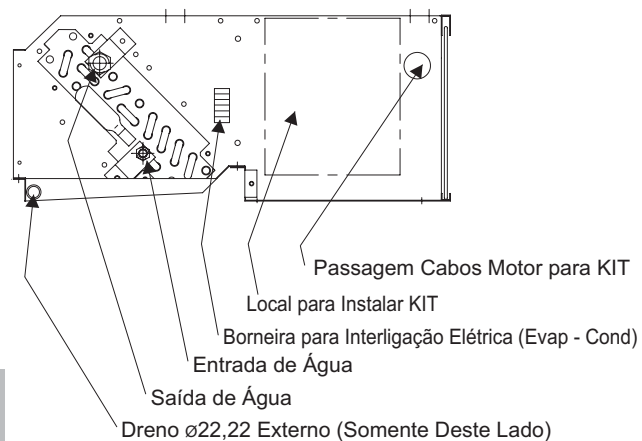 Passagem Cabos Motor para KIT
Local para Instalar KIT
Borneira para Interligação Elétrica (Evap - Cond)
Entrada de Água
Saída de Água
Dreno ø22,22 Externo (Somente Deste Lado)